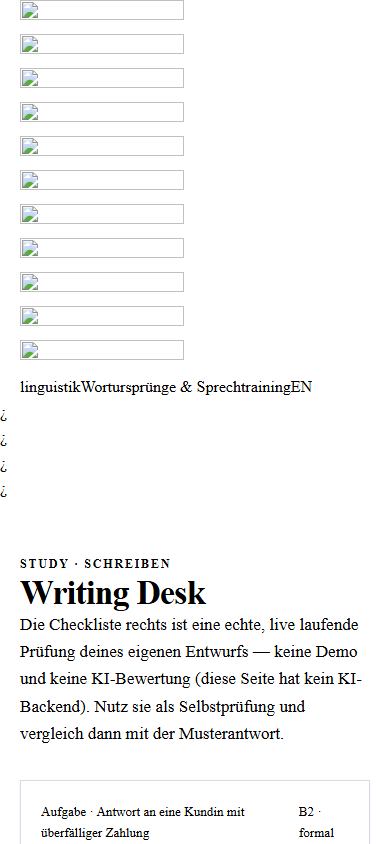 linguistikWortursprünge & SprechtrainingEN
¿
¿
¿
¿
STUDY · SCHREIBEN
Writing Desk
Die Checkliste rechts ist eine echte, live laufende
Prüfung deines eigenen Entwurfs — keine Demo
und keine KI-Bewertung (diese Seite hat kein KI-
Backend). Nutz sie als Selbstprüfung und
vergleich dann mit der Musterantwort.
Aufgabe · Antwort an eine Kundin mit
überfälliger Zahlung
B2 ·
formal